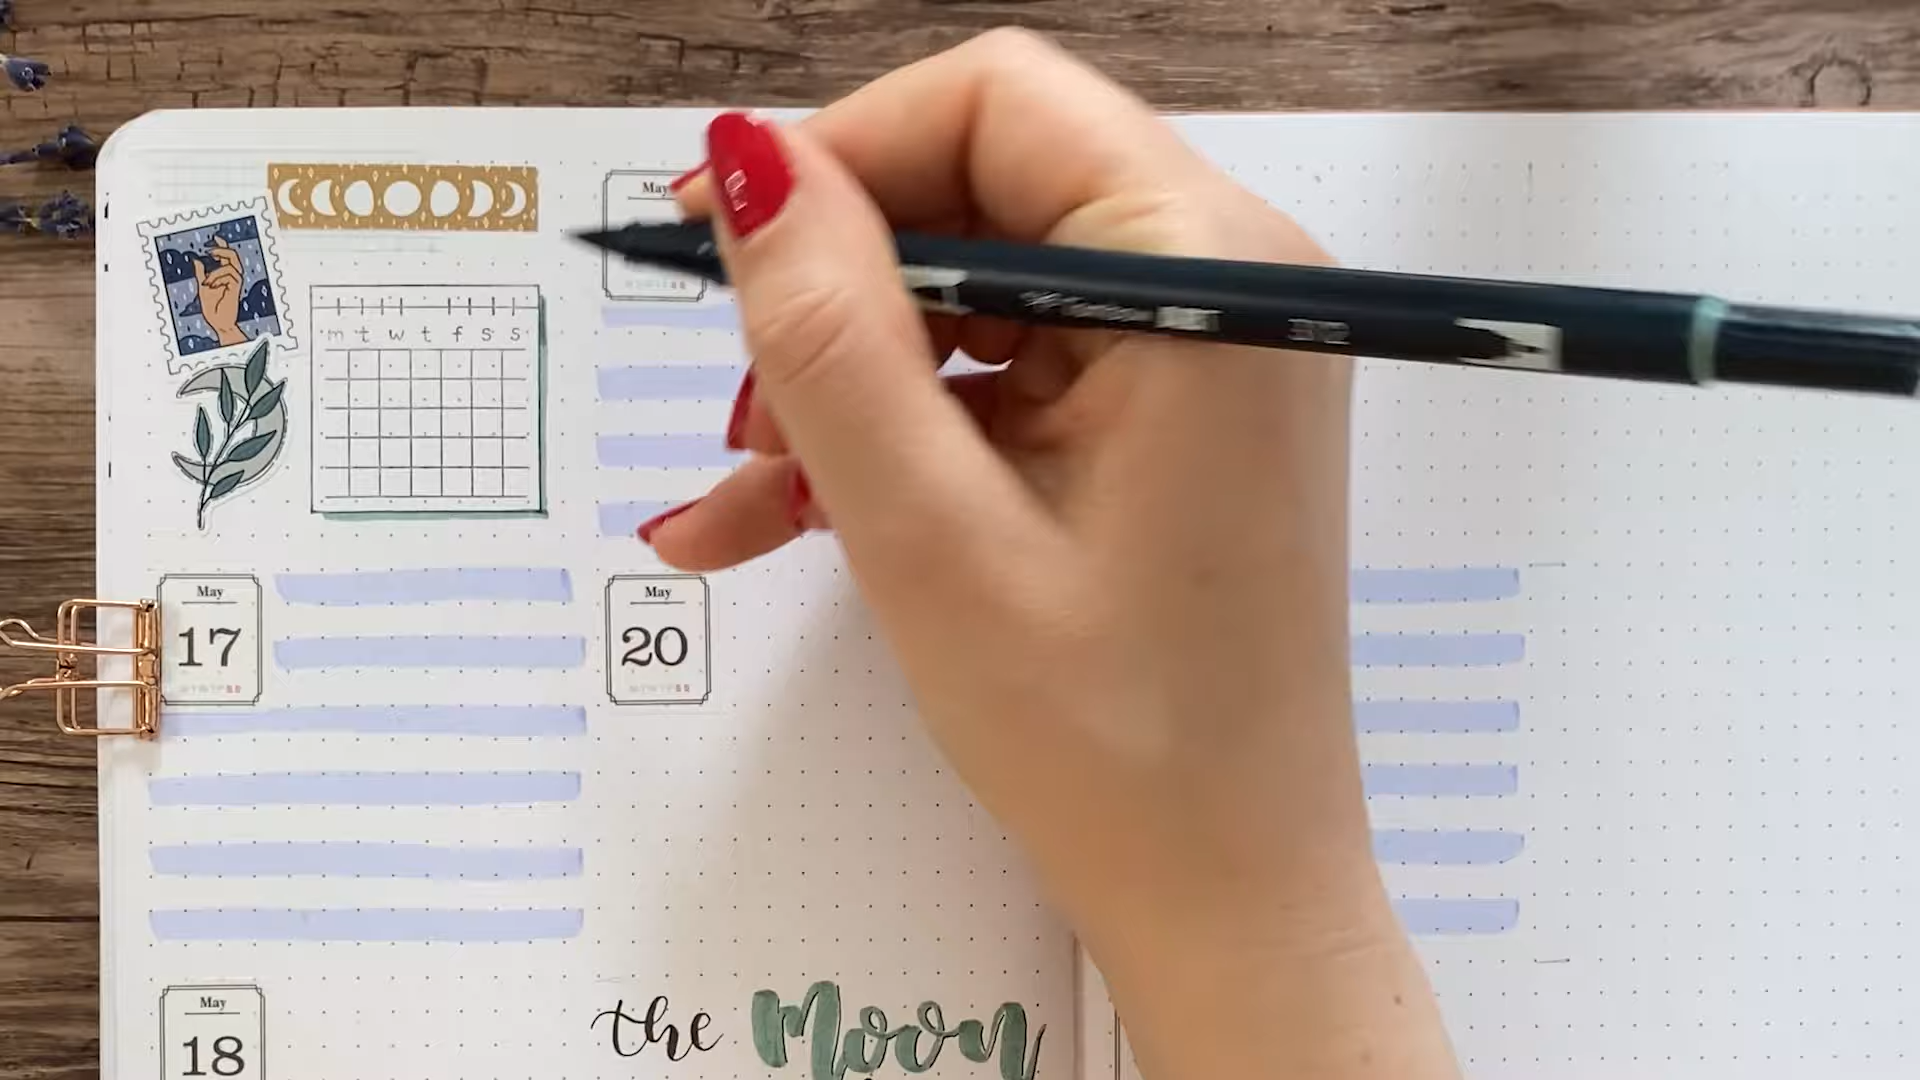 May
m t w t f s s
May
17
May
20
M T W T F S S
M T W T F S S
May
18
the Moon